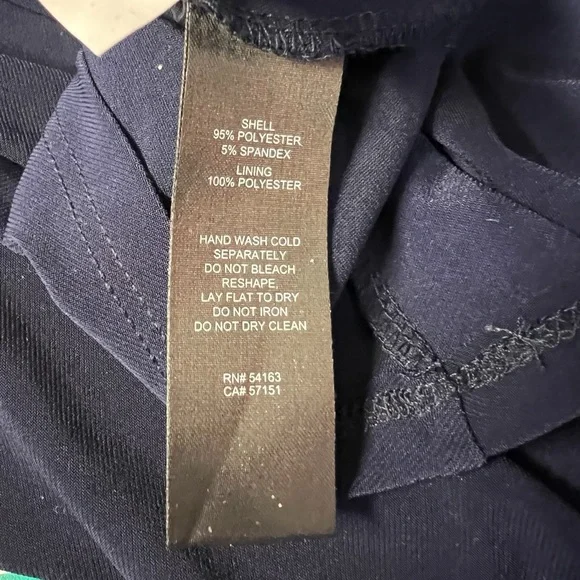 SHELL
95% POLYESTER
5% SPANDEX
LINING
100% POLYESTER
HAND WASH COLD
SEPARATELY
DO NOT BLEACH
RESHAPE,
LAY FLAT TO DRY
DO NOT IRON
DO NOT DRY CLEAN
RN# 54163
CA# 57151